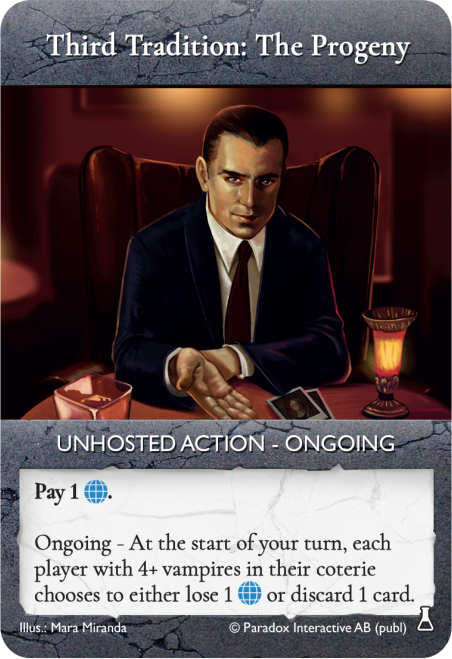 Third Tradition: The Progeny
UNHOSTED ACTION - ONGOING
Pay 1 .
Ongoing - At the start of your turn, each
player with 4+ vampires in their coterie
chooses to either lose 1 or discard 1 card.
Illus.: Mara Miranda © Paradox Interactive AB (publ)